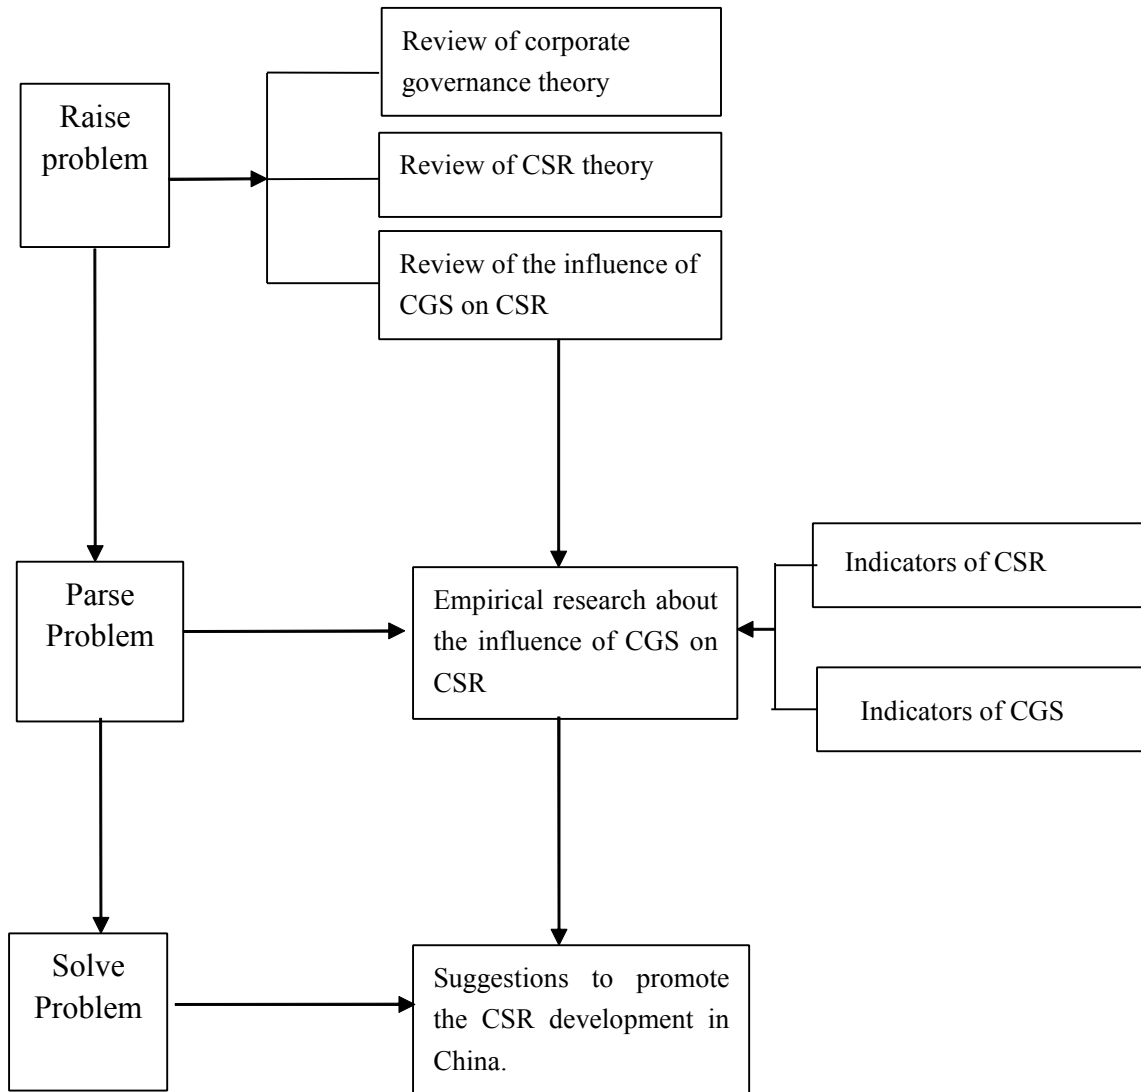 Review of corporate
governance theory
Raise
problem
Review of CSR theory
Review of the influence of
CGS on CSR
Parse
Problem
Empirical research about
the influence of CGS on
CSR
Indicators of CSR
Indicators of CGS
Solve
Problem
Suggestions to promote
the CSR development in
China.